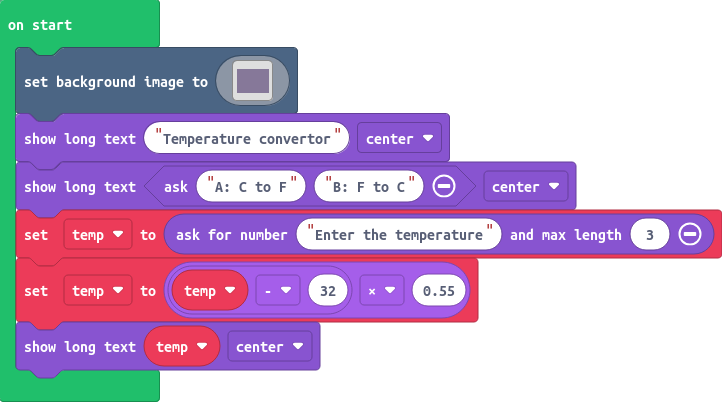 on start
set background image to
show long text "Temperature convertor" center
show long text ask "A: C to F" "B: F to C" center
set temp to ask for number "Enter the temperature" and max length 3
set temp to temp - 32 × 0.55
show long text temp center